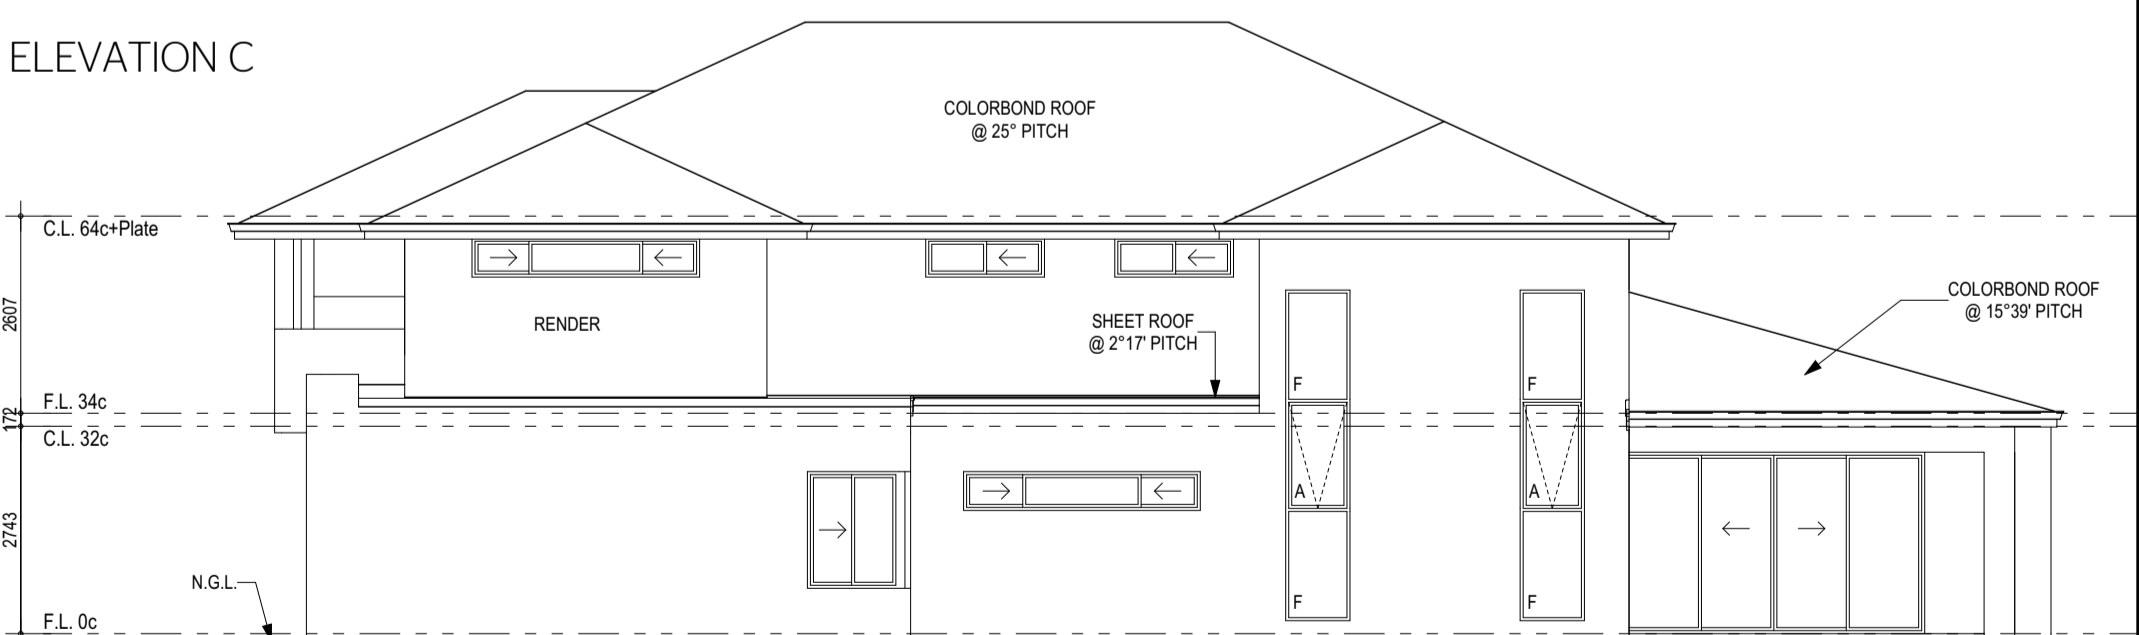 ELEVATION C
COLORBOND ROOF
@ 25° PITCH
C.L. 64c+Plate
2607
RENDER
SHEET ROOF
@ 2°17' PITCH
COLORBOND ROOF
@ 15°39' PITCH
F.L. 34c
172
C.L. 32c
F
F
A
A
2743
N.G.L.
F
F
F.L. 0c